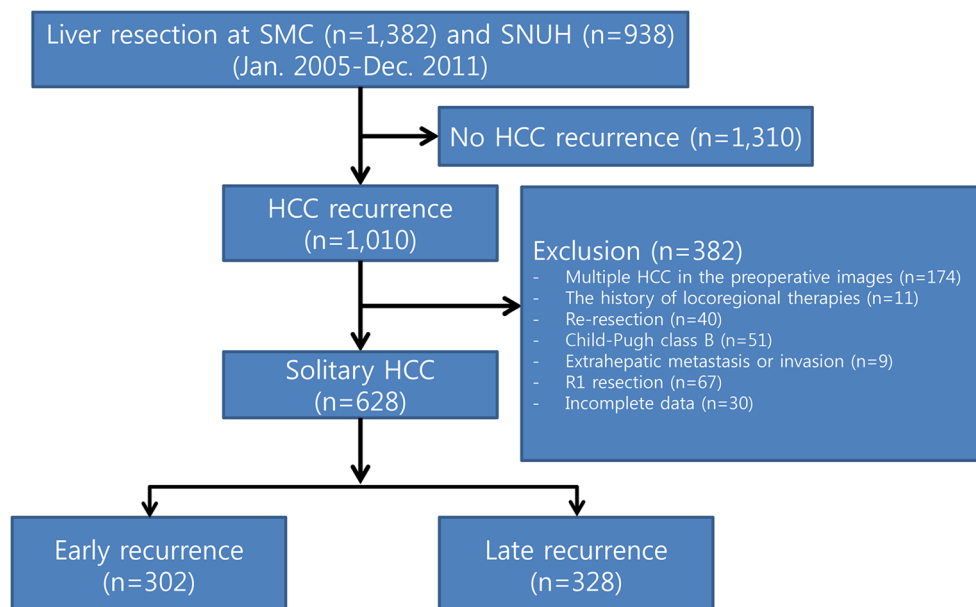 Liver resection at SMC (n=1,382) and SNUH (n=938)
(Jan. 2005-Dec. 2011)
No HCC recurrence (n=1,310)
HCC recurrence
(n=1,010)
Exclusion (n=382)
- Multiple HCC in the preoperative images (n=174)
- The history of locoregional therapies (n=11)
- Re-resection (n=40)
- Child-Pugh class B (n=51)
- Extrahepatic metastasis or invasion (n=9)
- R1 resection (n=67)
- Incomplete data (n=30)
Solitary HCC
(n=628)
Early recurrence
(n=302)
Late recurrence
(n=328)